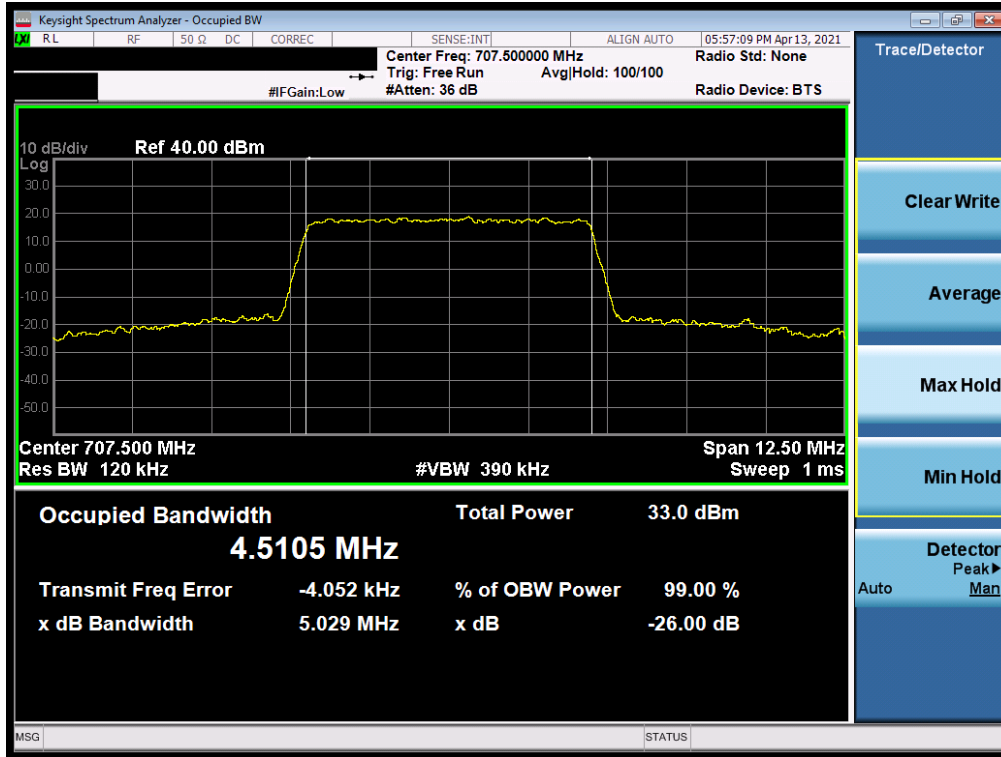 Keysight Spectrum Analyzer - Occupied BW
LXI RL RF 50 Ω DC CORREC SENSE:INT ALIGN AUTO 05:57:09 PM Apr 13, 2021
Center Freq: 707.500000 MHz Radio Std: None
Trig: Free Run Avg|Hold: 100/100
#IFGain:Low #Atten: 36 dB Radio Device: BTS
10 dB/div Ref 40.00 dBm
Log
30.0
20.0
10.0
0.00
-10.0
-20.0
-30.0
-40.0
-50.0
Center 707.500 MHz Span 12.50 MHz
Res BW 120 kHz #VBW 390 kHz Sweep 1 ms
Occupied Bandwidth Total Power 33.0 dBm
4.5105 MHz
Transmit Freq Error -4.052 kHz % of OBW Power 99.00 %
x dB Bandwidth 5.029 MHz x dB -26.00 dB
MSG STATUS
Trace/Detector
Clear Write
Average
Max Hold
Min Hold
Detector
Peak▶
Auto Man